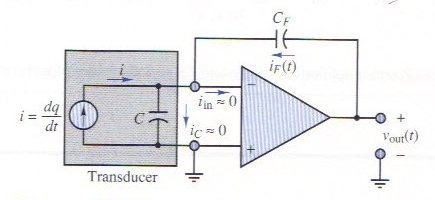 C_F
i_F(t)
i
i_in ≈ 0
i = dq/dt
C
i_C ≈ 0
−
+
+
v_out(t)
−
Transducer